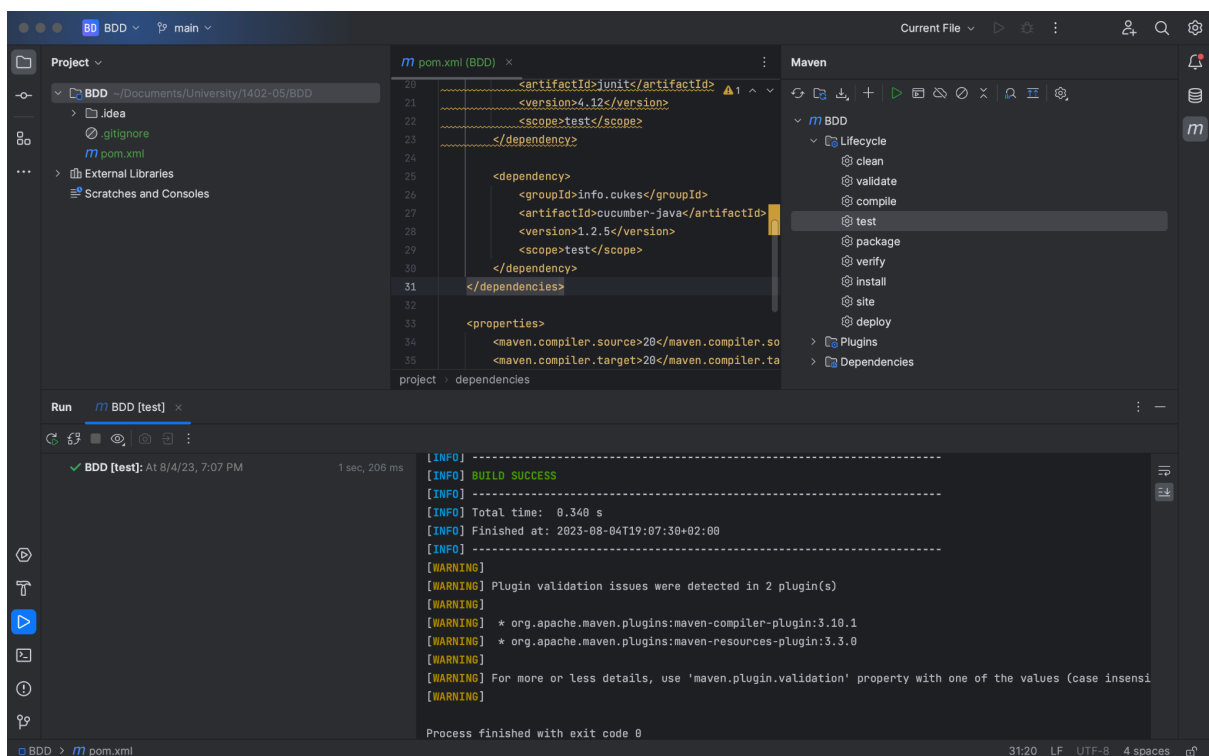 BD BDD main Current File
Project
BDD ~/Documents/University/1402-05/BDD
.idea
.gitignore
m pom.xml
External Libraries
Scratches and Consoles
m pom.xml (BDD)
1
20 <artifactId>junit</artifactId>
21 <version>4.12</version>
22 <scope>test</scope>
23 </dependency>
24
25 <dependency>
26 <groupId>info.cukes</groupId>
27 <artifactId>cucumber-java</artifactId>
28 <version>1.2.5</version>
29 <scope>test</scope>
30 </dependency>
31 </dependencies>
32
33 <properties>
34 <maven.compiler.source>20</maven.compiler.so
35 <maven.compiler.target>20</maven.compiler.ta
project > dependencies
Maven
m BDD
Lifecycle
clean
validate
compile
test
package
verify
install
site
deploy
Plugins
Dependencies
m
Run m BDD [test]
BDD [test]: At 8/4/23, 7:07 PM 1 sec, 206 ms
[INFO] ------------------------------------------------------------------------
[INFO] BUILD SUCCESS
[INFO] ------------------------------------------------------------------------
[INFO] Total time:  0.340 s
[INFO] Finished at: 2023-08-04T19:07:30+02:00
[INFO] ------------------------------------------------------------------------
[WARNING]
[WARNING] Plugin validation issues were detected in 2 plugin(s)
[WARNING]
[WARNING]  * org.apache.maven.plugins:maven-compiler-plugin:3.10.1
[WARNING]  * org.apache.maven.plugins:maven-resources-plugin:3.3.0
[WARNING]
[WARNING] For more or less details, use 'maven.plugin.validation' property with one of the values (case insensi
[WARNING]
Process finished with exit code 0
BDD > m pom.xml 31:20 LF UTF-8 4 spaces